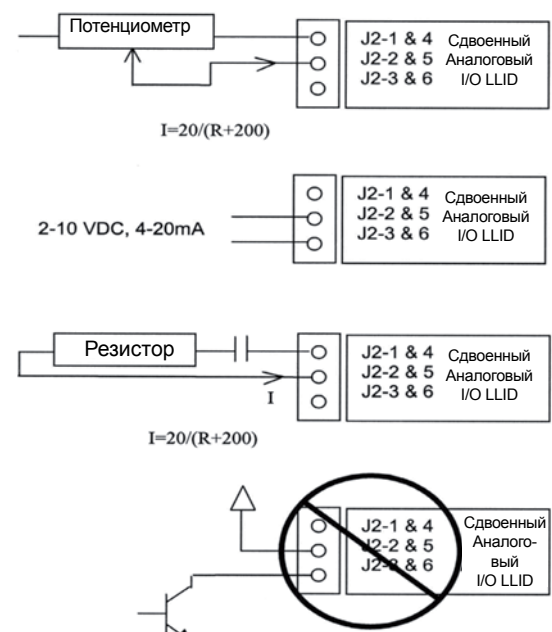 Потенциометр
J2-1 & 4
J2-2 & 5
J2-3 & 6
Сдвоенный
Аналоговый
I/O LLID
I=20/(R+200)
2-10 VDC, 4-20mA
J2-1 & 4
J2-2 & 5
J2-3 & 6
Сдвоенный
Аналоговый
I/O LLID
Резистор
I
J2-1 & 4
J2-2 & 5
J2-3 & 6
Сдвоенный
Аналоговый
I/O LLID
I=20/(R+200)
J2-1 & 4
J2-2 & 5
J2-3 & 6
Сдвоенный
Аналого-
вый
I/O LLID